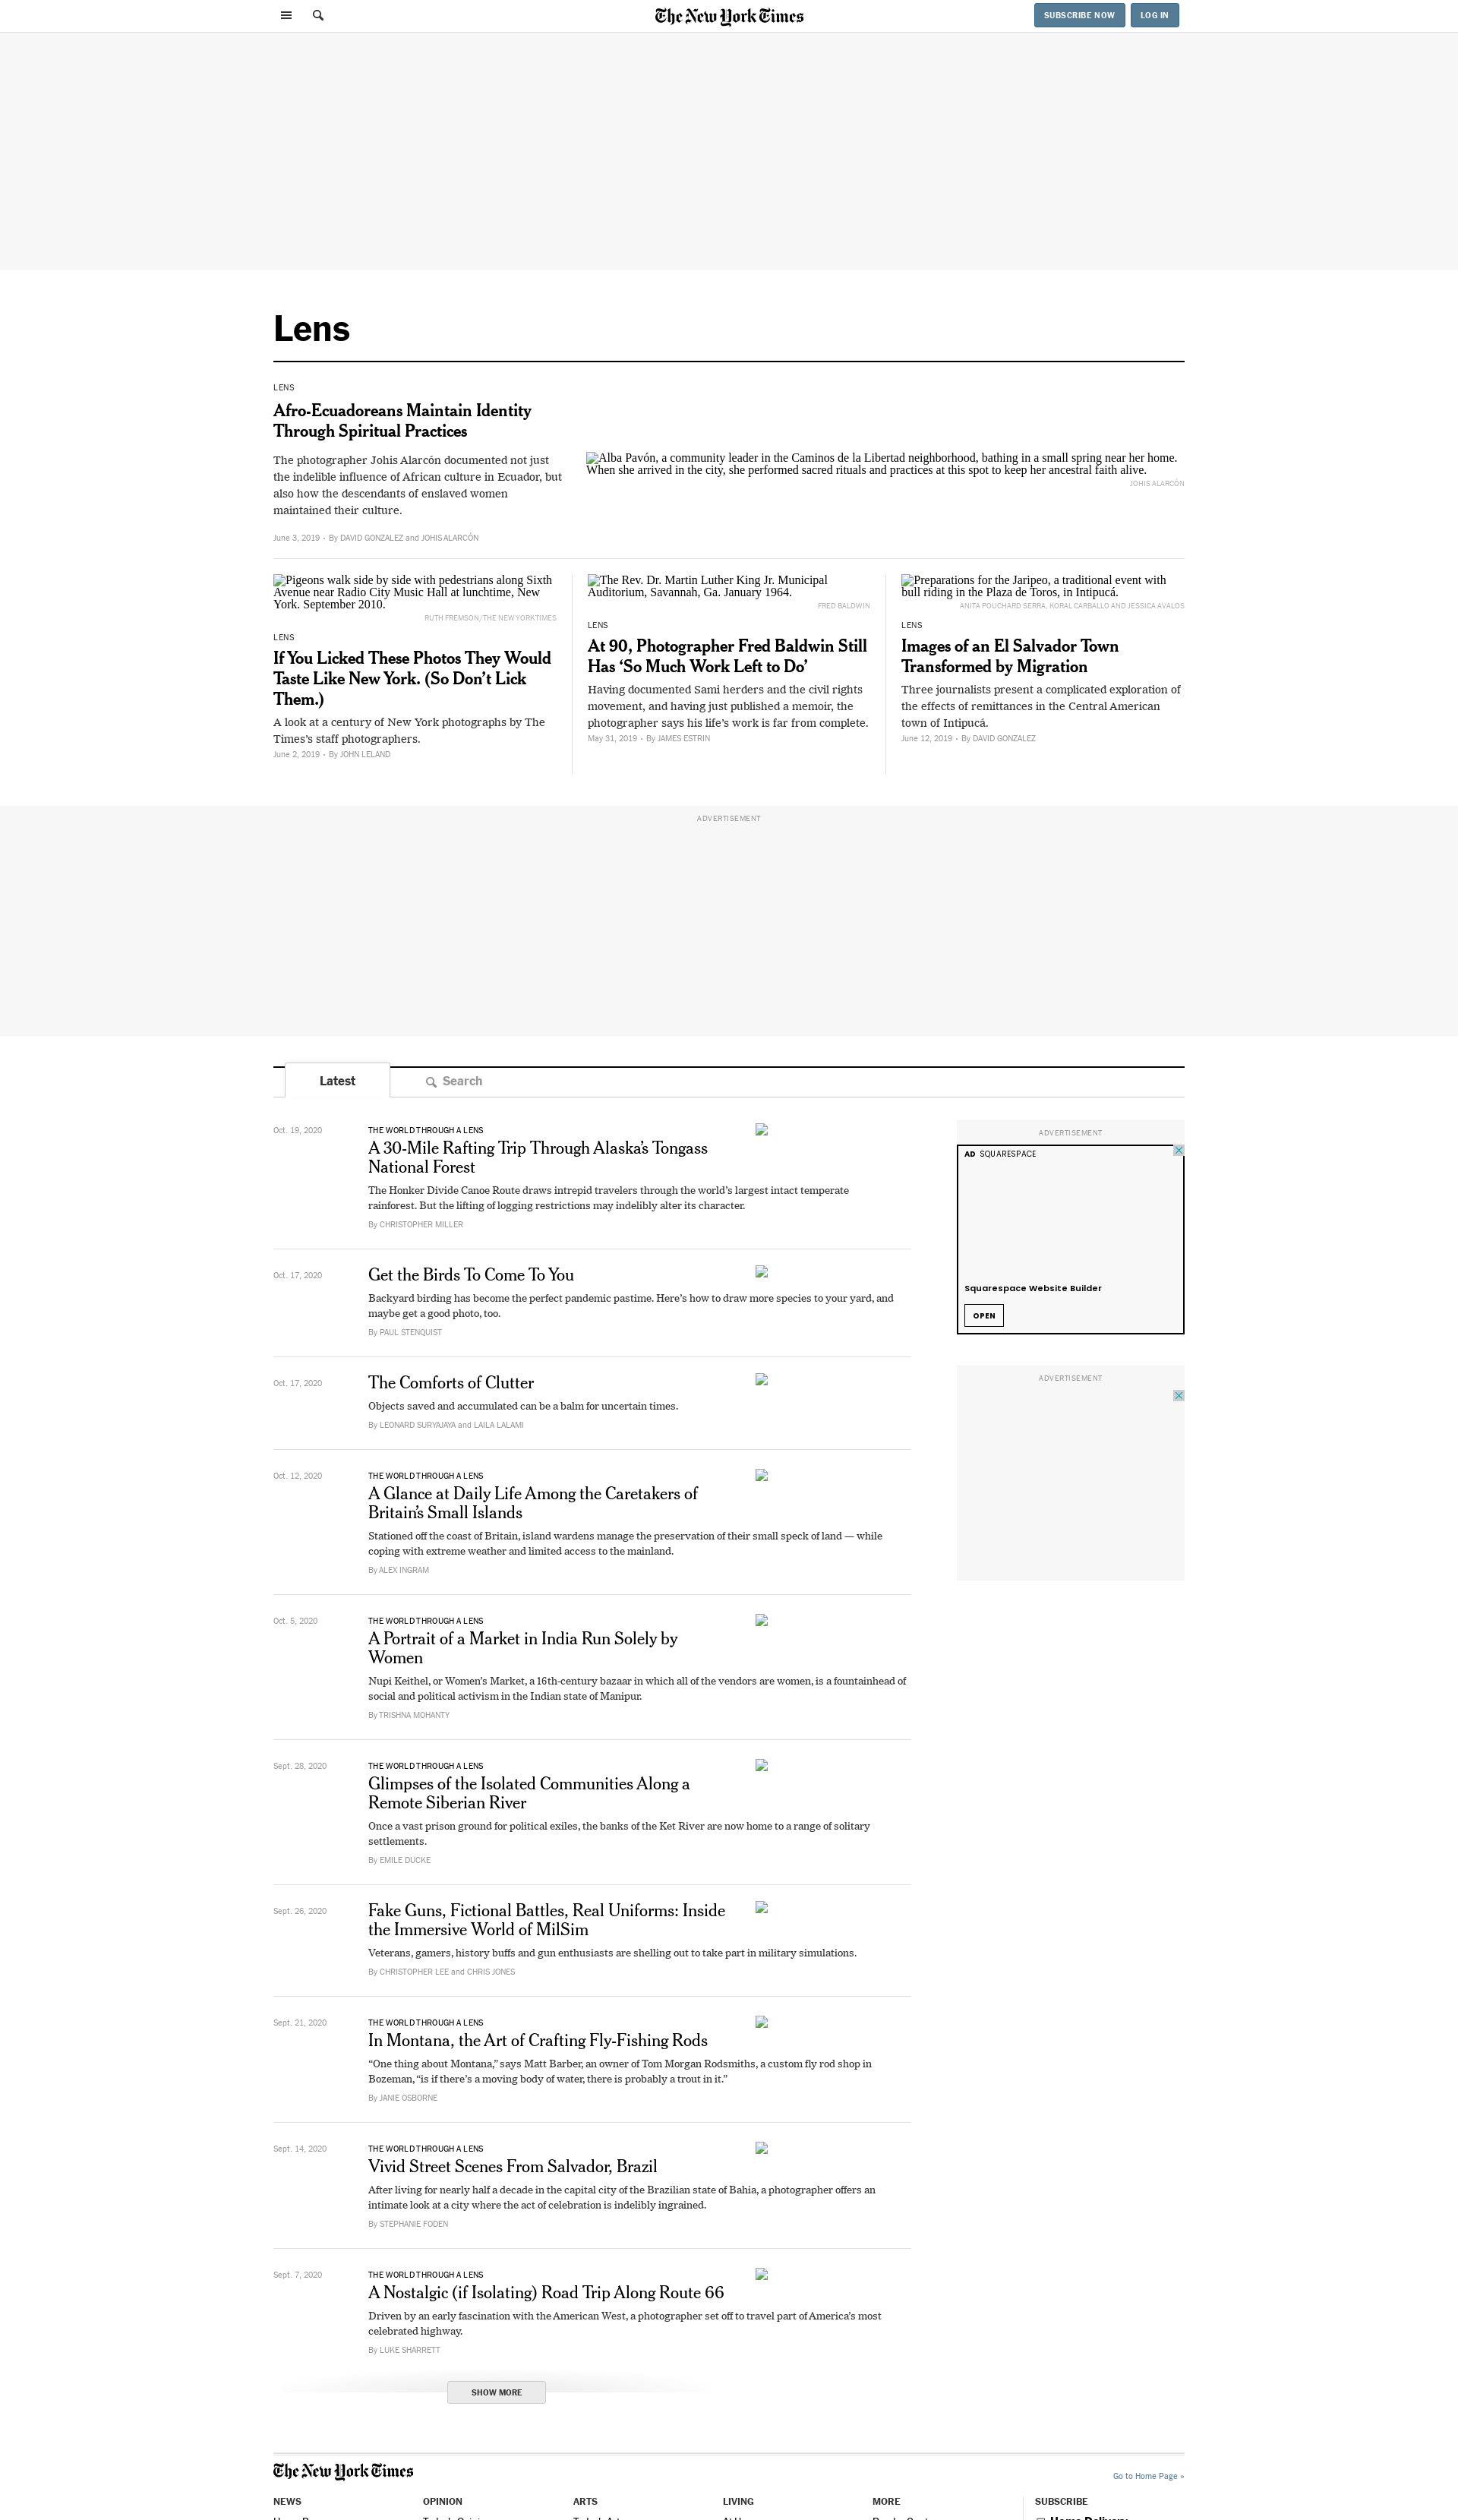 The New York Times
SUBSCRIBE NOW
LOG IN
Lens
LENS
Afro-Ecuadoreans Maintain Identity
Through Spiritual Practices
The photographer Johis Alarcón documented not just
the indelible influence of African culture in Ecuador, but
also how the descendants of enslaved women
maintained their culture.
June 3, 2019 • By DAVID GONZALEZ and JOHIS ALARCÓN
Alba Pavón, a community leader in the Caminos de la Libertad neighborhood, bathing in a small spring near her home.
When she arrived in the city, she performed sacred rituals and practices at this spot to keep her ancestral faith alive.
JOHIS ALARCÓN
Pigeons walk side by side with pedestrians along Sixth
Avenue near Radio City Music Hall at lunchtime, New
York. September 2010.
RUTH FREMSON/THE NEW YORK TIMES
LENS
If You Licked These Photos They Would
Taste Like New York. (So Don’t Lick
Them.)
A look at a century of New York photographs by The
Times’s staff photographers.
June 2, 2019 • By JOHN LELAND
The Rev. Dr. Martin Luther King Jr. Municipal
Auditorium, Savannah, Ga. January 1964.
FRED BALDWIN
LENS
At 90, Photographer Fred Baldwin Still
Has ‘So Much Work Left to Do’
Having documented Sami herders and the civil rights
movement, and having just published a memoir, the
photographer says his life’s work is far from complete.
May 31, 2019 • By JAMES ESTRIN
Preparations for the Jaripeo, a traditional event with
bull riding in the Plaza de Toros, in Intipucá.
ANITA POUCHARD SERRA, KORAL CARBALLO AND JESSICA AVALOS
LENS
Images of an El Salvador Town
Transformed by Migration
Three journalists present a complicated exploration of
the effects of remittances in the Central American
town of Intipucá.
June 12, 2019 • By DAVID GONZALEZ
ADVERTISEMENT
Latest
Search
Oct. 19, 2020
THE WORLD THROUGH A LENS
A 30-Mile Rafting Trip Through Alaska’s Tongass
National Forest
The Honker Divide Canoe Route draws intrepid travelers through the world’s largest intact temperate
rainforest. But the lifting of logging restrictions may indelibly alter its character.
By CHRISTOPHER MILLER
Oct. 17, 2020
Get the Birds To Come To You
Backyard birding has become the perfect pandemic pastime. Here’s how to draw more species to your yard, and
maybe get a good photo, too.
By PAUL STENQUIST
Oct. 17, 2020
The Comforts of Clutter
Objects saved and accumulated can be a balm for uncertain times.
By LEONARD SURYAJAYA and LAILA LALAMI
Oct. 12, 2020
THE WORLD THROUGH A LENS
A Glance at Daily Life Among the Caretakers of
Britain’s Small Islands
Stationed off the coast of Britain, island wardens manage the preservation of their small speck of land — while
coping with extreme weather and limited access to the mainland.
By ALEX INGRAM
Oct. 5, 2020
THE WORLD THROUGH A LENS
A Portrait of a Market in India Run Solely by
Women
Nupi Keithel, or Women’s Market, a 16th-century bazaar in which all of the vendors are women, is a fountainhead of
social and political activism in the Indian state of Manipur.
By TRISHNA MOHANTY
Sept. 28, 2020
THE WORLD THROUGH A LENS
Glimpses of the Isolated Communities Along a
Remote Siberian River
Once a vast prison ground for political exiles, the banks of the Ket River are now home to a range of solitary
settlements.
By EMILE DUCKE
Sept. 26, 2020
Fake Guns, Fictional Battles, Real Uniforms: Inside
the Immersive World of MilSim
Veterans, gamers, history buffs and gun enthusiasts are shelling out to take part in military simulations.
By CHRISTOPHER LEE and CHRIS JONES
Sept. 21, 2020
THE WORLD THROUGH A LENS
In Montana, the Art of Crafting Fly-Fishing Rods
“One thing about Montana,” says Matt Barber, an owner of Tom Morgan Rodsmiths, a custom fly rod shop in
Bozeman, “is if there’s a moving body of water, there is probably a trout in it.”
By JANIE OSBORNE
Sept. 14, 2020
THE WORLD THROUGH A LENS
Vivid Street Scenes From Salvador, Brazil
After living for nearly half a decade in the capital city of the Brazilian state of Bahia, a photographer offers an
intimate look at a city where the act of celebration is indelibly ingrained.
By STEPHANIE FODEN
Sept. 7, 2020
THE WORLD THROUGH A LENS
A Nostalgic (if Isolating) Road Trip Along Route 66
Driven by an early fascination with the American West, a photographer set off to travel part of America’s most
celebrated highway.
By LUKE SHARRETT
SHOW MORE
ADVERTISEMENT
AD SQUARESPACE
Squarespace Website Builder
OPEN
ADVERTISEMENT
The New York Times
Go to Home Page »
NEWS
OPINION
ARTS
LIVING
MORE
SUBSCRIBE